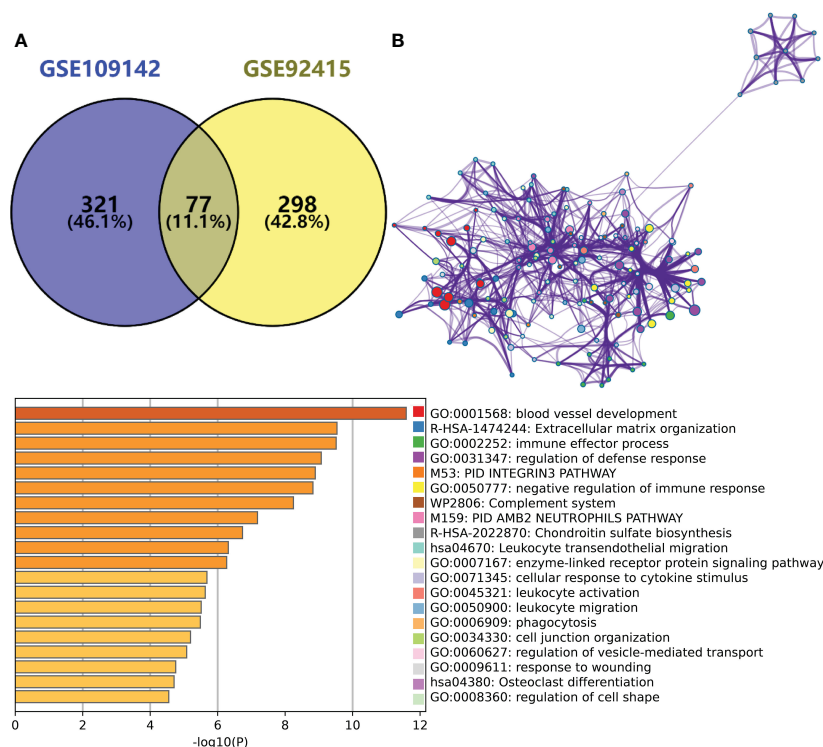 A
B
GSE109142
GSE92415
321
(46.1%)
77
(11.1%)
298
(42.8%)
GO:0001568: blood vessel development
R-HSA-1474244: Extracellular matrix organization
GO:0002252: immune effector process
GO:0031347: regulation of defense response
M53: PID INTEGRIN3 PATHWAY
GO:0050777: negative regulation of immune response
WP2806: Complement system
M159: PID AMB2 NEUTROPHILS PATHWAY
R-HSA-2022870: Chondroitin sulfate biosynthesis
hsa04670: Leukocyte transendothelial migration
GO:0007167: enzyme-linked receptor protein signaling pathway
GO:0071345: cellular response to cytokine stimulus
GO:0045321: leukocyte activation
GO:0050900: leukocyte migration
GO:0006909: phagocytosis
GO:0034330: cell junction organization
GO:0060627: regulation of vesicle-mediated transport
GO:0009611: response to wounding
hsa04380: Osteoclast differentiation
GO:0008360: regulation of cell shape
0 2 4 6 8 10 12
-log10(P)